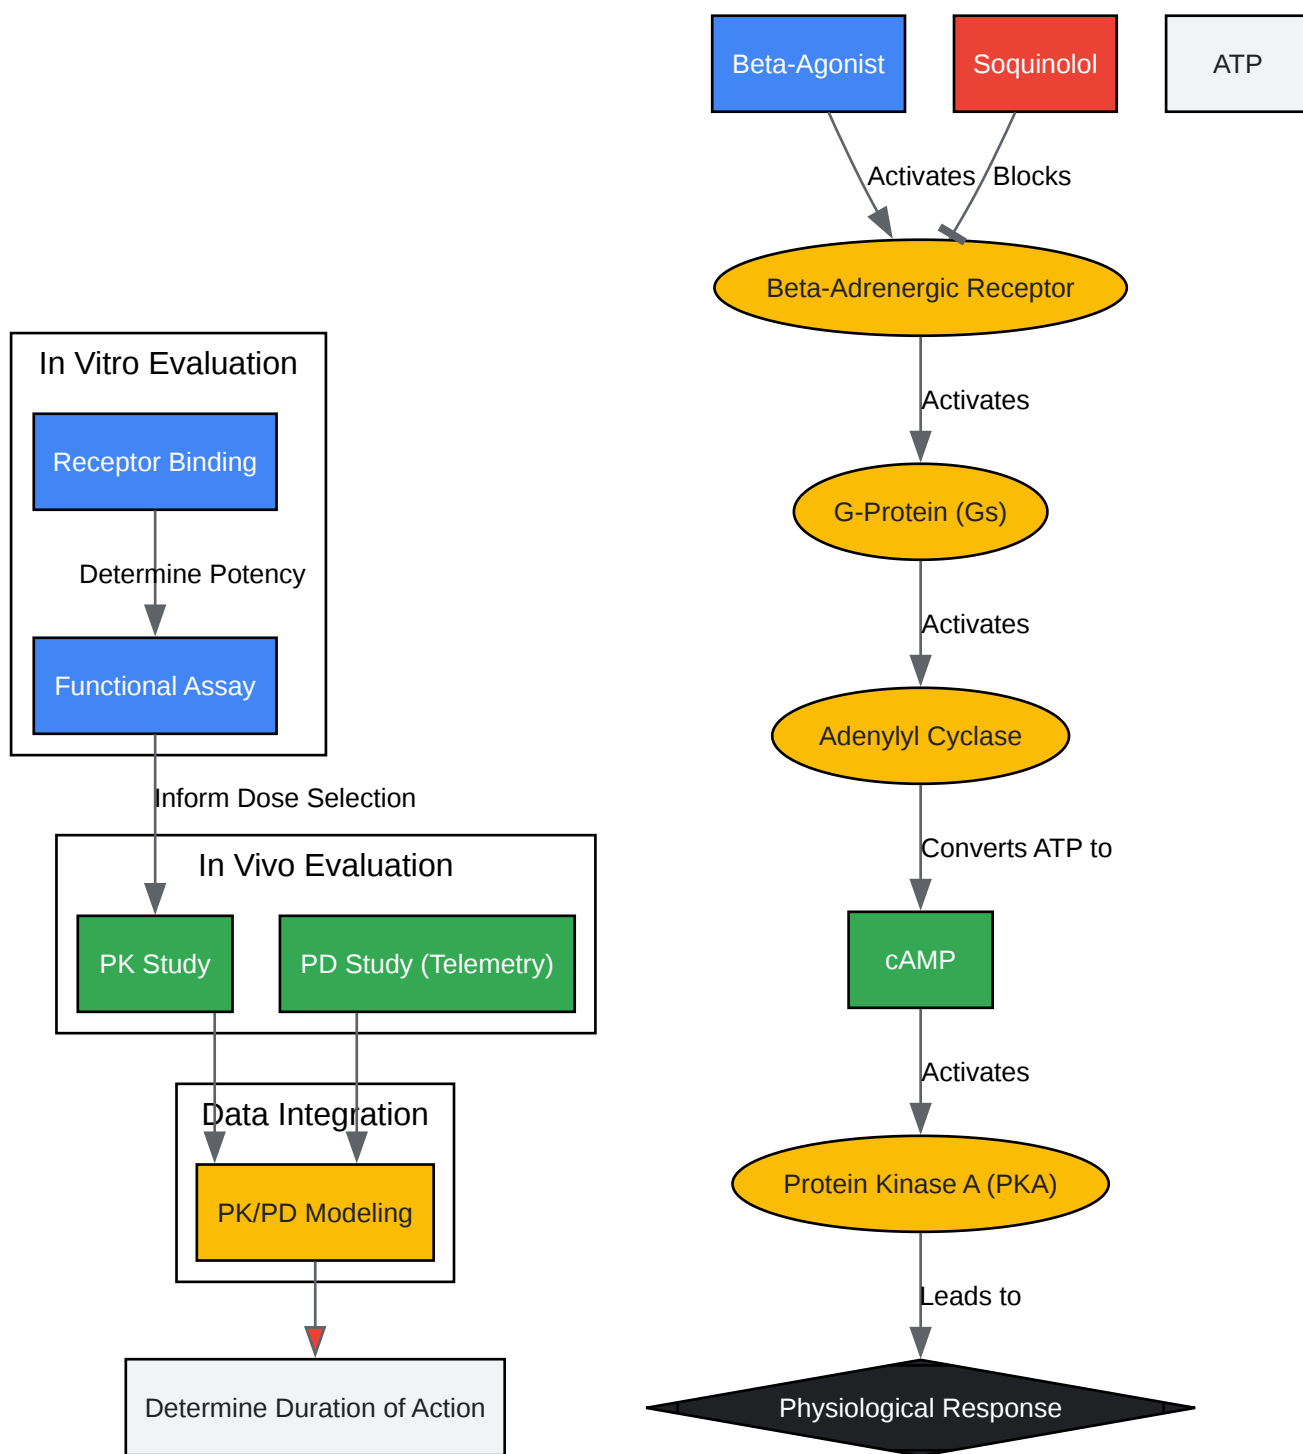 Beta-Agonist
Soquinolol
ATP
Activates
Blocks
Beta-Adrenergic Receptor
In Vitro Evaluation
Activates
Receptor Binding
G-Protein (Gs)
Determine Potency
Activates
Functional Assay
Adenylyl Cyclase
Inform Dose Selection
Converts ATP to
In Vivo Evaluation
PK Study
PD Study (Telemetry)
cAMP
Activates
Data Integration
Protein Kinase A (PKA)
PK/PD Modeling
Leads to
Determine Duration of Action
Physiological Response